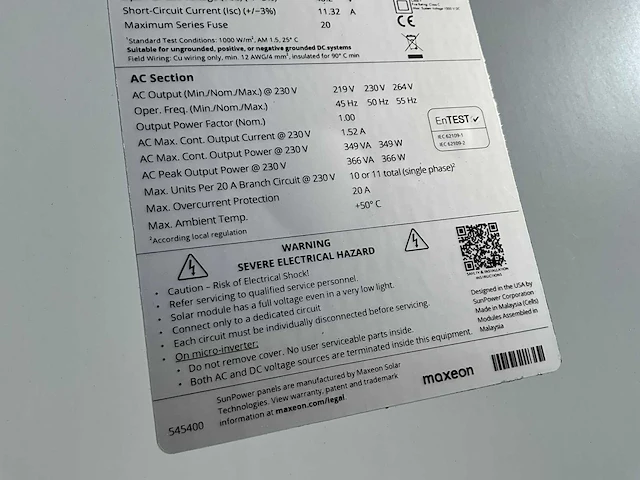 Short-Circuit Current (Isc) (+/−3%) 11.32 A
Maximum Series Fuse 20
¹Standard Test Conditions: 1000 W/m², AM 1.5, 25° C
Suitable for ungrounded, positive, or negative grounded DC systems
Field Wiring: Cu wiring only, min. 12 AWG/4 mm², insulated for 90° C min
AC Section
AC Output (Min./Nom./Max.) @ 230 V 219 V 230 V 264 V
Oper. Freq. (Min./Nom./Max.) 45 Hz 50 Hz 55 Hz
Output Power Factor (Nom.) 1.00
AC Max. Cont. Output Current @ 230 V 1.52 A
AC Max. Cont. Output Power @ 230 V 349 VA 349 W
AC Peak Output Power @ 230 V 366 VA 366 W
Max. Units Per 20 A Branch Circuit @ 230 V 10 or 11 total (single phase)²
Max. Overcurrent Protection 20 A
Max. Ambient Temp. +50° C
²According local regulation
EnTEST
IEC 62109-1
IEC 62109-2
WARNING
SEVERE ELECTRICAL HAZARD
• Caution – Risk of Electrical Shock!
• Refer servicing to qualified service personnel.
• Solar module has a full voltage even in a very low light.
• Connect only to a dedicated circuit
• Each circuit must be individually disconnected before servicing.
• On micro-inverter:
• Do not remove cover. No user serviceable parts inside.
• Both AC and DC voltage sources are terminated inside this equipment.
SAFETY & INSTALLATION
INSTRUCTIONS
Designed in the USA by
SunPower Corporation
Made in Malaysia (Cells)
Modules Assembled in
Malaysia
545400
SunPower panels are manufactured by Maxeon Solar
Technologies. View warranty, patent and trademark
information at maxeon.com/legal.
maxeon